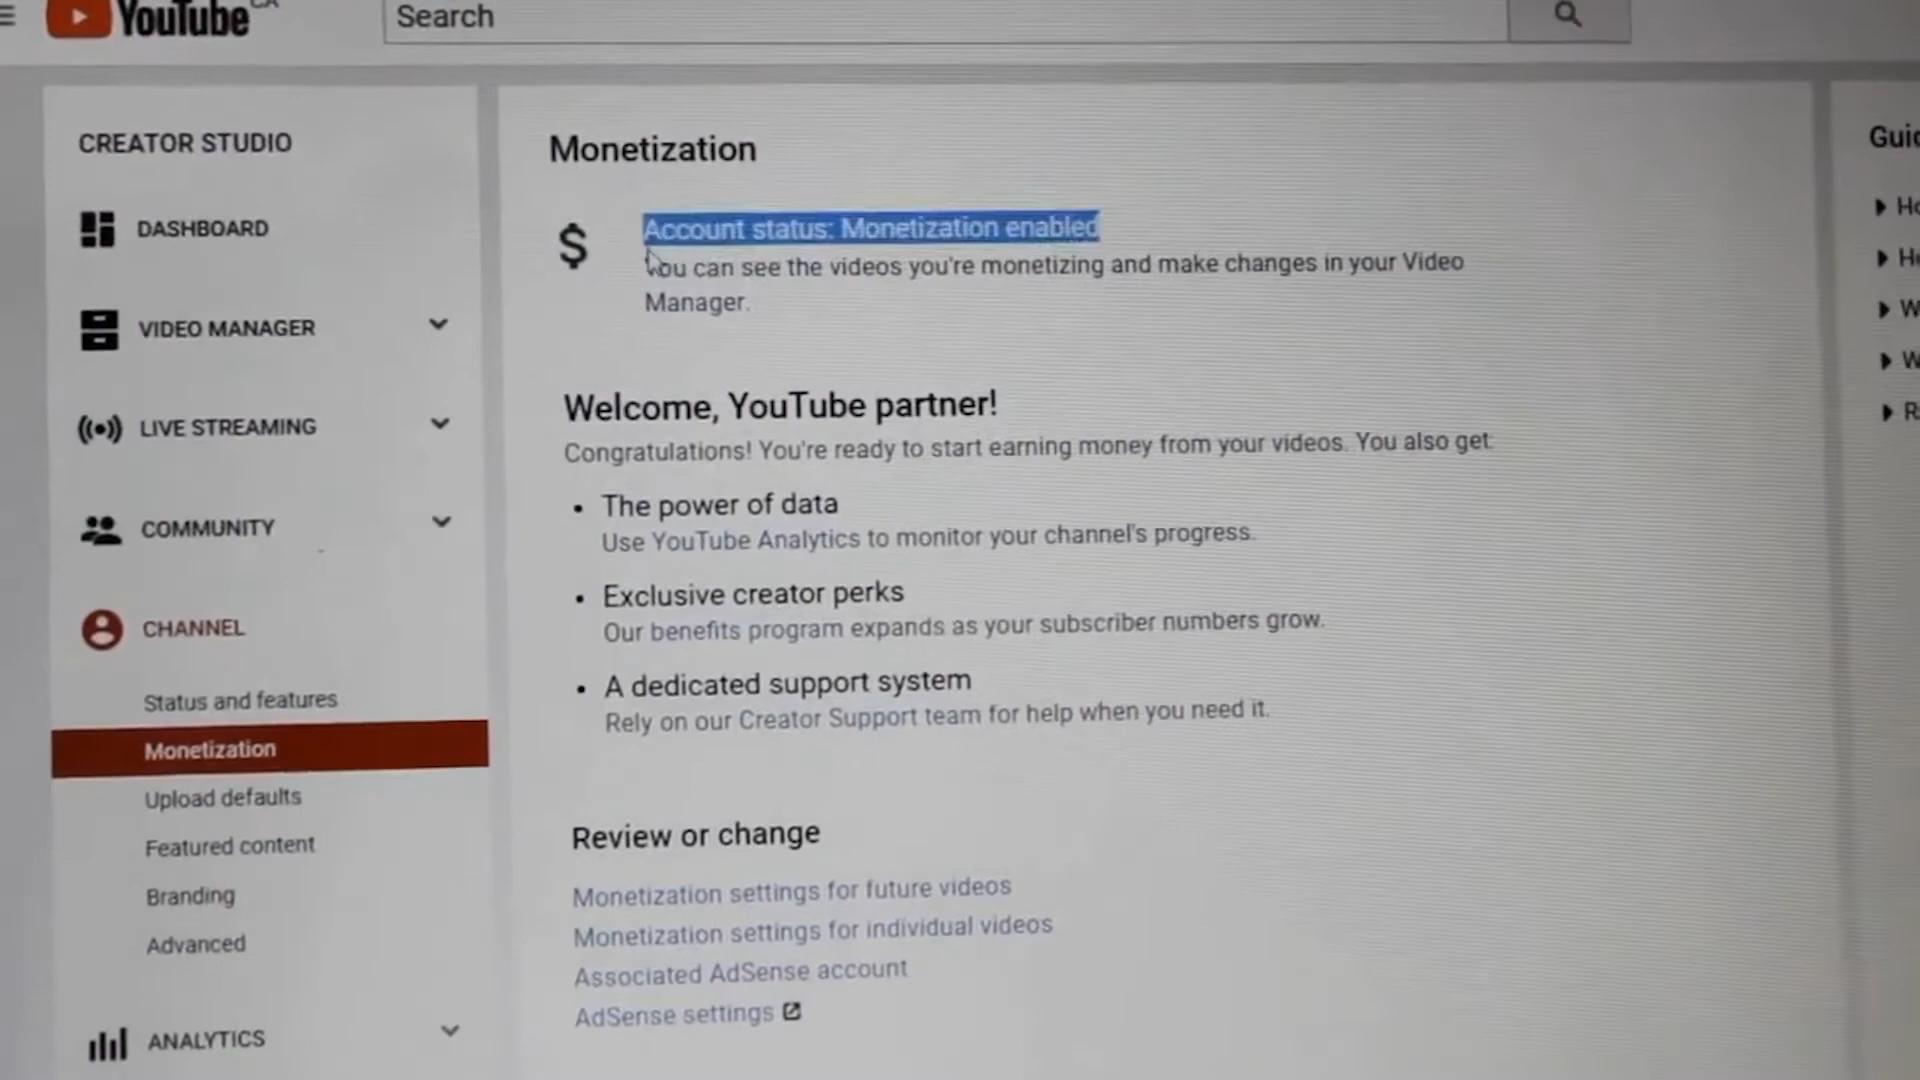 YouTube CA
Search
CREATOR STUDIO
DASHBOARD
VIDEO MANAGER
LIVE STREAMING
COMMUNITY
CHANNEL
Status and features
Monetization
Upload defaults
Featured content
Branding
Advanced
ANALYTICS
Monetization
$
Account status: Monetization enabled
You can see the videos you're monetizing and make changes in your Video
Manager.
Welcome, YouTube partner!
Congratulations! You're ready to start earning money from your videos. You also get:
• The power of data
Use YouTube Analytics to monitor your channel's progress.
• Exclusive creator perks
Our benefits program expands as your subscriber numbers grow.
• A dedicated support system
Rely on our Creator Support team for help when you need it.
Review or change
Monetization settings for future videos
Monetization settings for individual videos
Associated AdSense account
AdSense settings